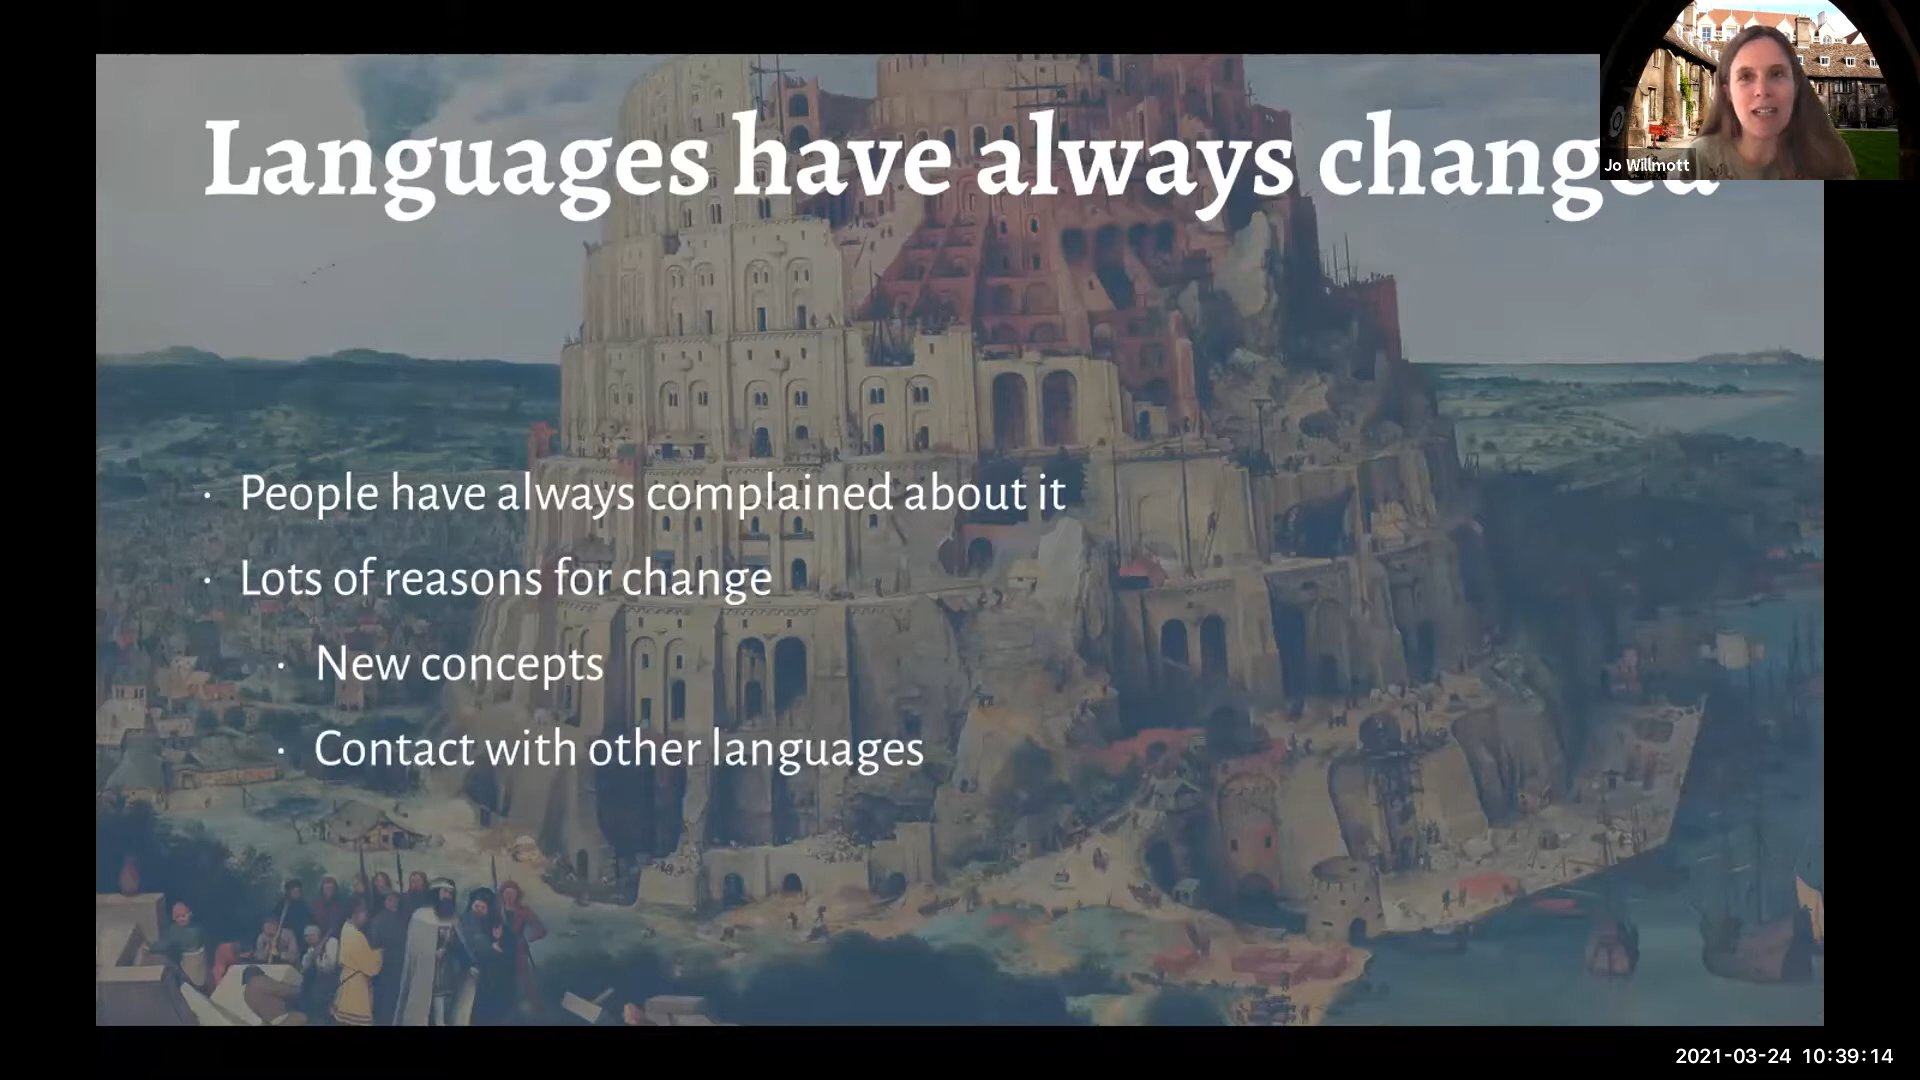 Languages have always changed
Jo Willmott
· People have always complained about it
· Lots of reasons for change
· New concepts
· Contact with other languages
2021-03-24 10:39:14